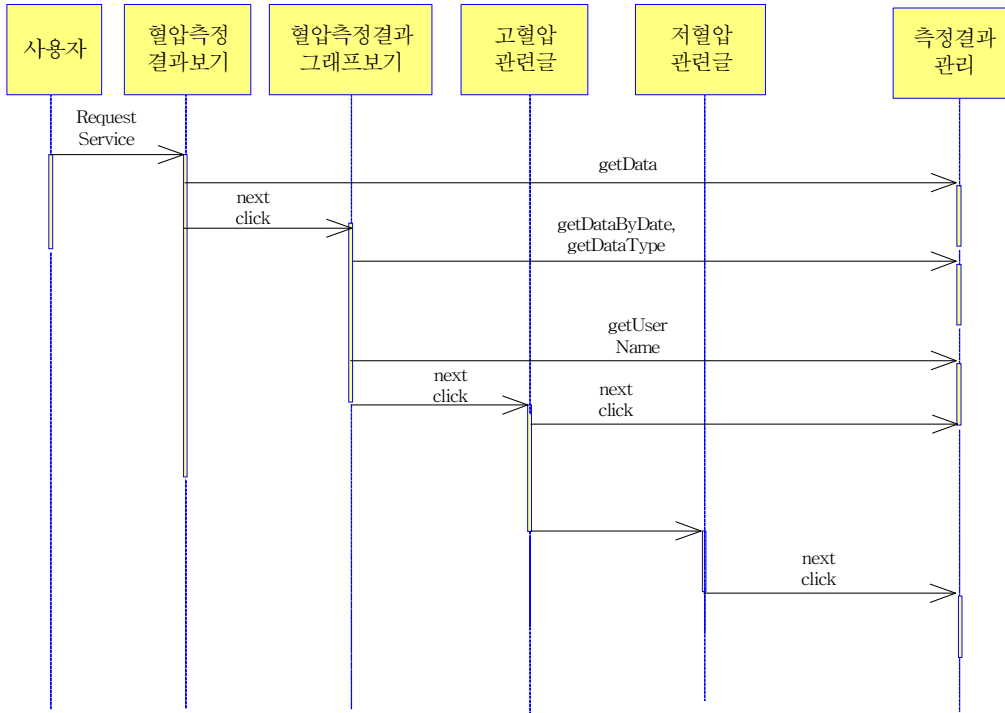 사용자
혈압측정
결과보기
혈압측정결과
그래프보기
고혈압
관련글
저혈압
관련글
측정결과
관리
Request
Service
getData
next
click
getDataByDate,
getDataType
getUser
Name
next
click
next
click
next
click